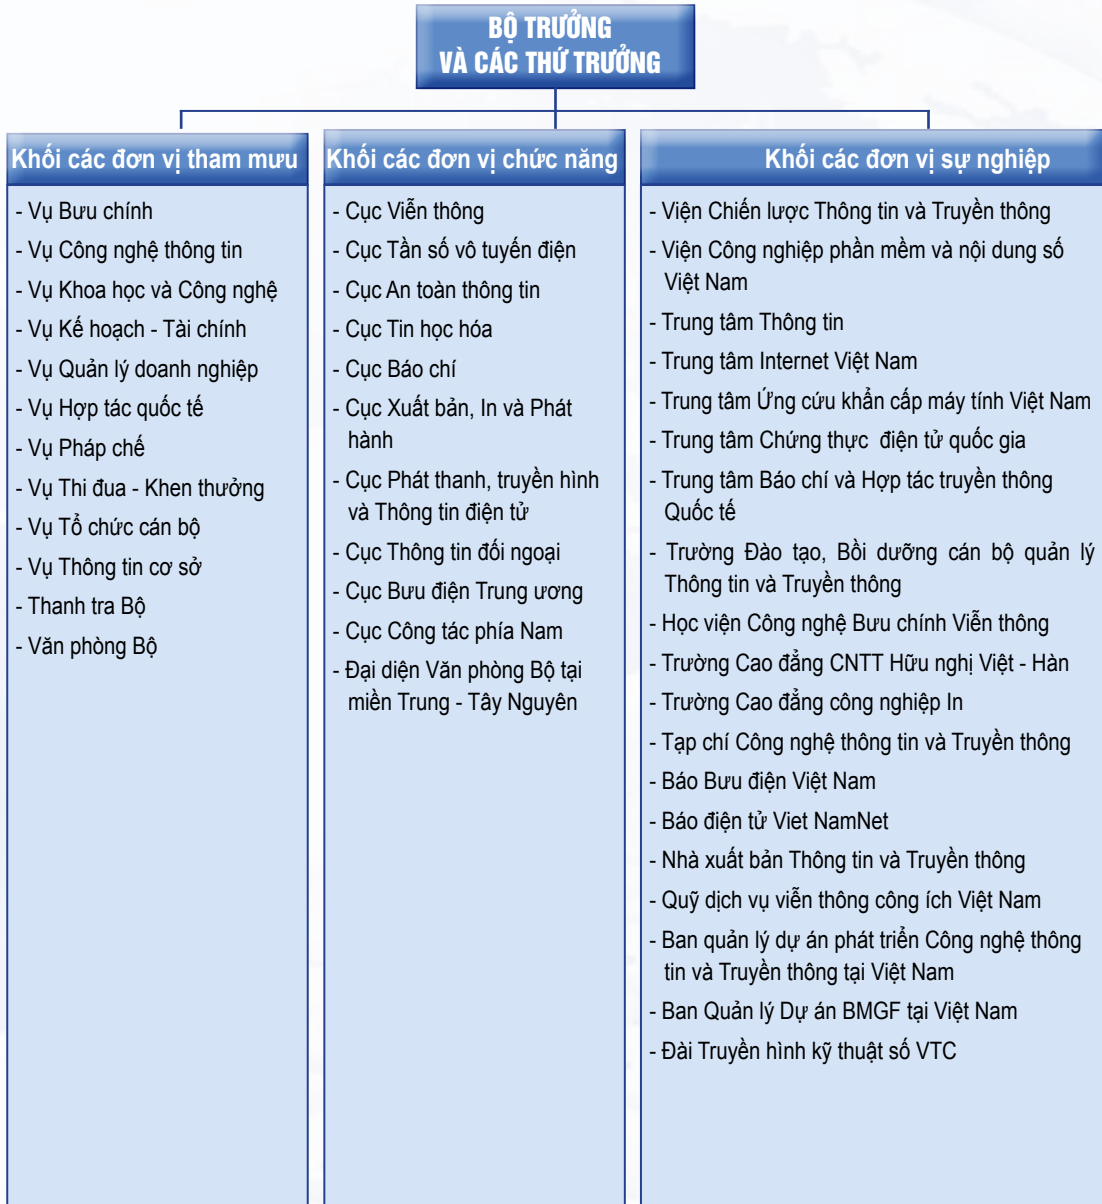 BỘ TRƯỞNG
VÀ CÁC THỨ TRƯỞNG
Khối các đơn vị tham mưu
- Vụ Bưu chính
- Vụ Công nghệ thông tin
- Vụ Khoa học và Công nghệ
- Vụ Kế hoạch - Tài chính
- Vụ Quản lý doanh nghiệp
- Vụ Hợp tác quốc tế
- Vụ Pháp chế
- Vụ Thi đua - Khen thưởng
- Vụ Tổ chức cán bộ
- Vụ Thông tin cơ sở
- Thanh tra Bộ
- Văn phòng Bộ
Khối các đơn vị chức năng
- Cục Viễn thông
- Cục Tần số vô tuyến điện
- Cục An toàn thông tin
- Cục Tin học hóa
- Cục Báo chí
- Cục Xuất bản, In và Phát
hành
- Cục Phát thanh, truyền hình
và Thông tin điện tử
- Cục Thông tin đối ngoại
- Cục Bưu điện Trung ương
- Cục Công tác phía Nam
- Đại diện Văn phòng Bộ tại
miền Trung - Tây Nguyên
Khối các đơn vị sự nghiệp
- Viện Chiến lược Thông tin và Truyền thông
- Viện Công nghiệp phần mềm và nội dung số
Việt Nam
- Trung tâm Thông tin
- Trung tâm Internet Việt Nam
- Trung tâm Ứng cứu khẩn cấp máy tính Việt Nam
- Trung tâm Chứng thực điện tử quốc gia
- Trung tâm Báo chí và Hợp tác truyền thông
Quốc tế
- Trường Đào tạo, Bồi dưỡng cán bộ quản lý
Thông tin và Truyền thông
- Học viện Công nghệ Bưu chính Viễn thông
- Trường Cao đẳng CNTT Hữu nghị Việt - Hàn
- Trường Cao đẳng công nghiệp In
- Tạp chí Công nghệ thông tin và Truyền thông
- Báo Bưu điện Việt Nam
- Báo điện tử Viet NamNet
- Nhà xuất bản Thông tin và Truyền thông
- Quỹ dịch vụ viễn thông công ích Việt Nam
- Ban quản lý dự án phát triển Công nghệ thông
tin và Truyền thông tại Việt Nam
- Ban Quản lý Dự án BMGF tại Việt Nam
- Đài Truyền hình kỹ thuật số VTC